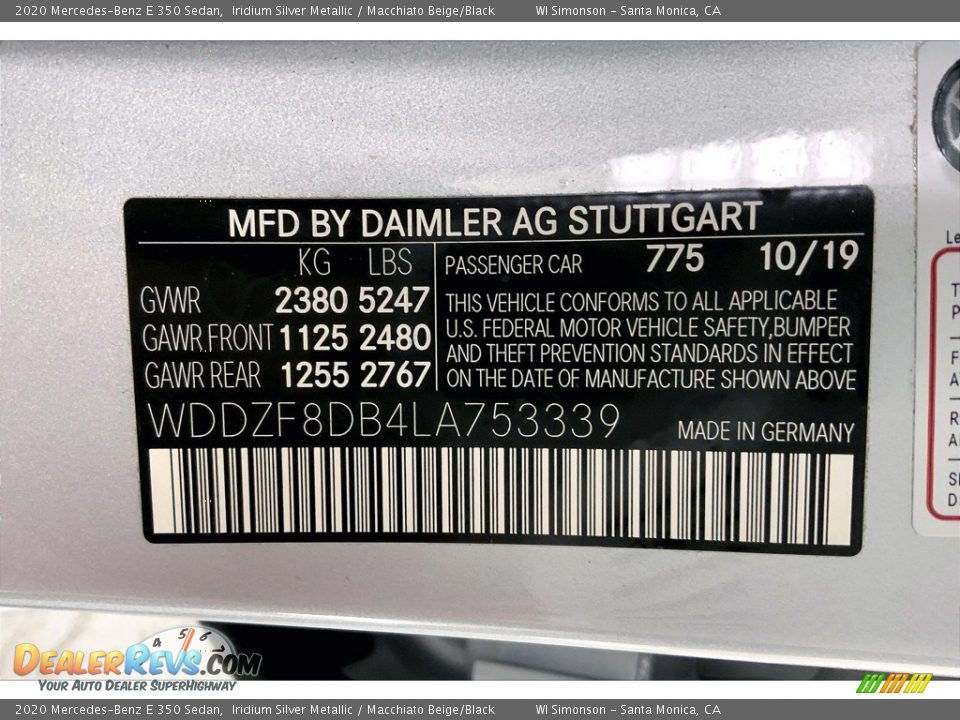 2020 Mercedes-Benz E 350 Sedan, Iridium Silver Metallic / Macchiato Beige/Black WI Simonson - Santa Monica, CA
MFD BY DAIMLER AG STUTTGART
KG LBS
GVWR 2380 5247
GAWR FRONT 1125 2480
GAWR REAR 1255 2767
PASSENGER CAR 775 10/19
THIS VEHICLE CONFORMS TO ALL APPLICABLE
U.S. FEDERAL MOTOR VEHICLE SAFETY,BUMPER
AND THEFT PREVENTION STANDARDS IN EFFECT
ON THE DATE OF MANUFACTURE SHOWN ABOVE
WDDZF8DB4LA753339
MADE IN GERMANY
4 5 6
DEALERREVS.COM
YOUR AUTO DEALER SUPERHIGHWAY
2020 Mercedes-Benz E 350 Sedan, Iridium Silver Metallic / Macchiato Beige/Black WI Simonson - Santa Monica, CA